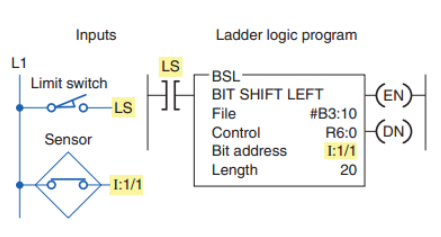 Inputs
Ladder logic program
L1
Limit switch
LS
Sensor
I:1/1
LS
BSL
BIT SHIFT LEFT
File #B3:10
Control R6:0
Bit address I:1/1
Length 20
EN
DN